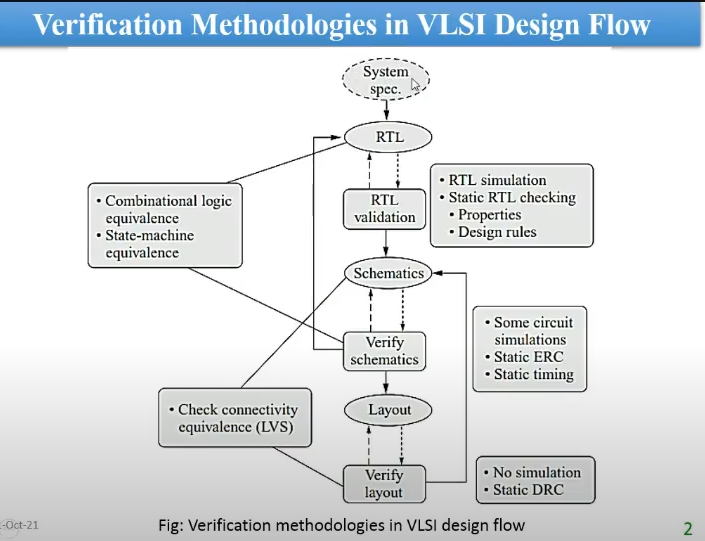 Verification Methodologies in VLSI Design Flow
System
spec.
RTL
• Combinational logic
equivalence
• State-machine
equivalence
RTL
validation
• RTL simulation
• Static RTL checking
• Properties
• Design rules
Schematics
Verify
schematics
• Some circuit
simulations
• Static ERC
• Static timing
• Check connectivity
equivalence (LVS)
Layout
Verify
layout
• No simulation
• Static DRC
-Oct-21
Fig: Verification methodologies in VLSI design flow
2